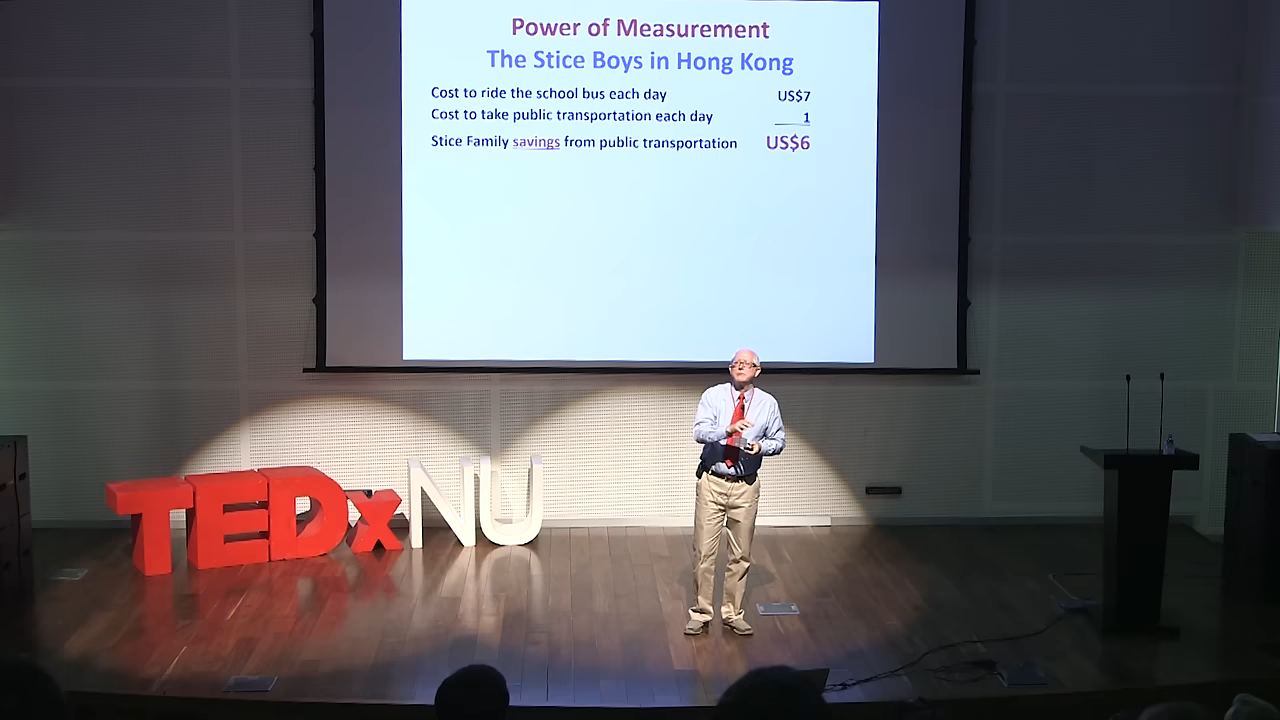 Power of Measurement
The Stice Boys in Hong Kong
Cost to ride the school bus each day US$7
Cost to take public transportation each day 1
Stice Family savings from public transportation US$6
TEDxNU